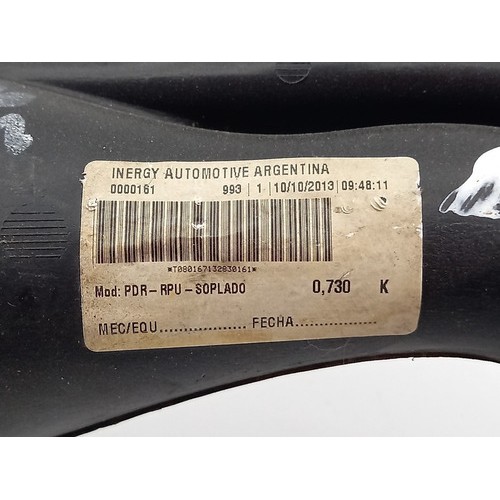 INERGY AUTOMOTIVE ARGENTINA
0000161 993 | 1 | 10/10/2013 | 09:48:11
*T080167132830161*
Mod: PDR-RPU-SOPLADO 0,730 K
MEC/EQU.................. FECHA..................